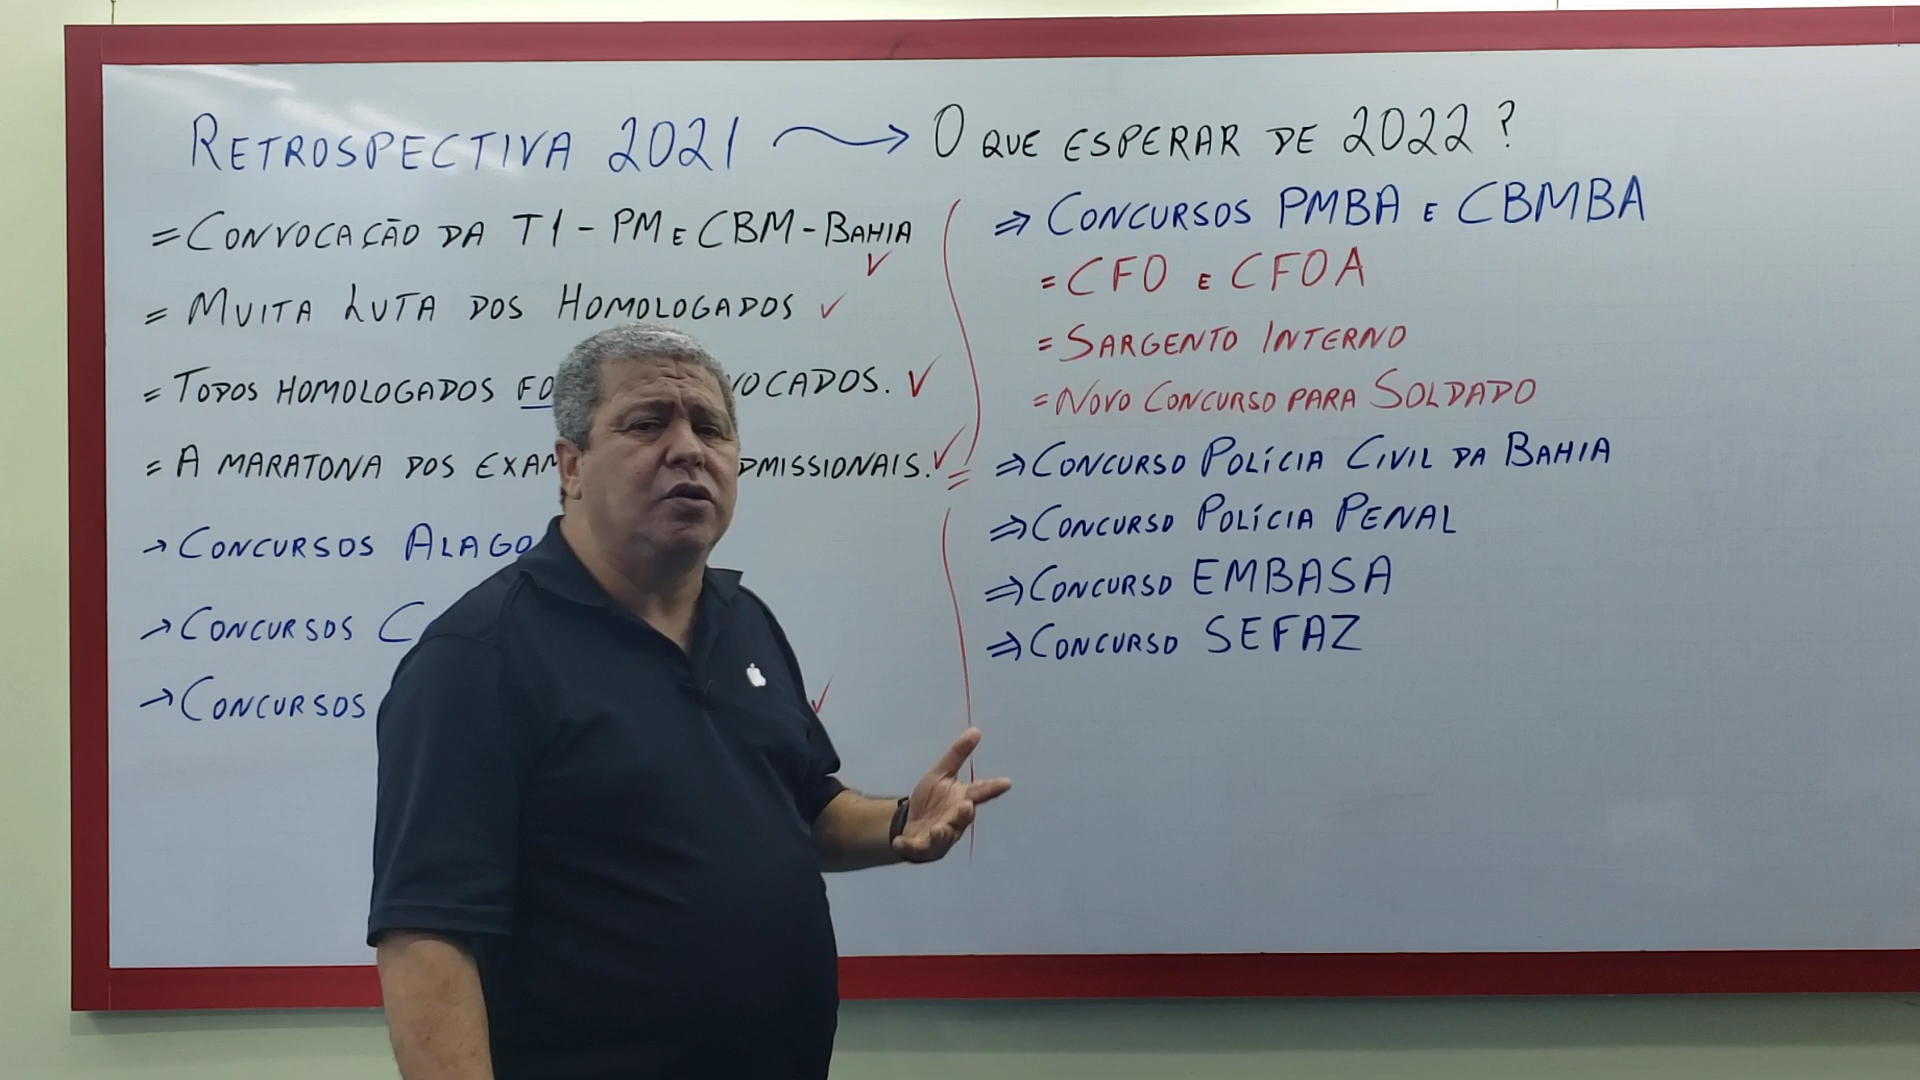 RETROSPECTIVA 2021 → O QUE ESPERAR DE 2022?
= CONVOCAÇÃO DA T1 - PM E CBM - BAHIA
= MUITA LUTA DOS HOMOLOGADOS
= TODOS HOMOLOGADOS
= A MARATONA DOS
→ CONCURSOS
→ CONCURSOS
→ CONCURSOS
⇒ CONCURSOS PMBA E CBMBA
= CFO E CFOA
= SARGENTO INTERNO
= NOVO CONCURSO PARA SOLDADO
⇒ CONCURSO POLÍCIA CIVIL DA BAHIA
⇒ CONCURSO POLÍCIA PENAL
⇒ CONCURSO EMBASA
⇒ CONCURSO SEFAZ